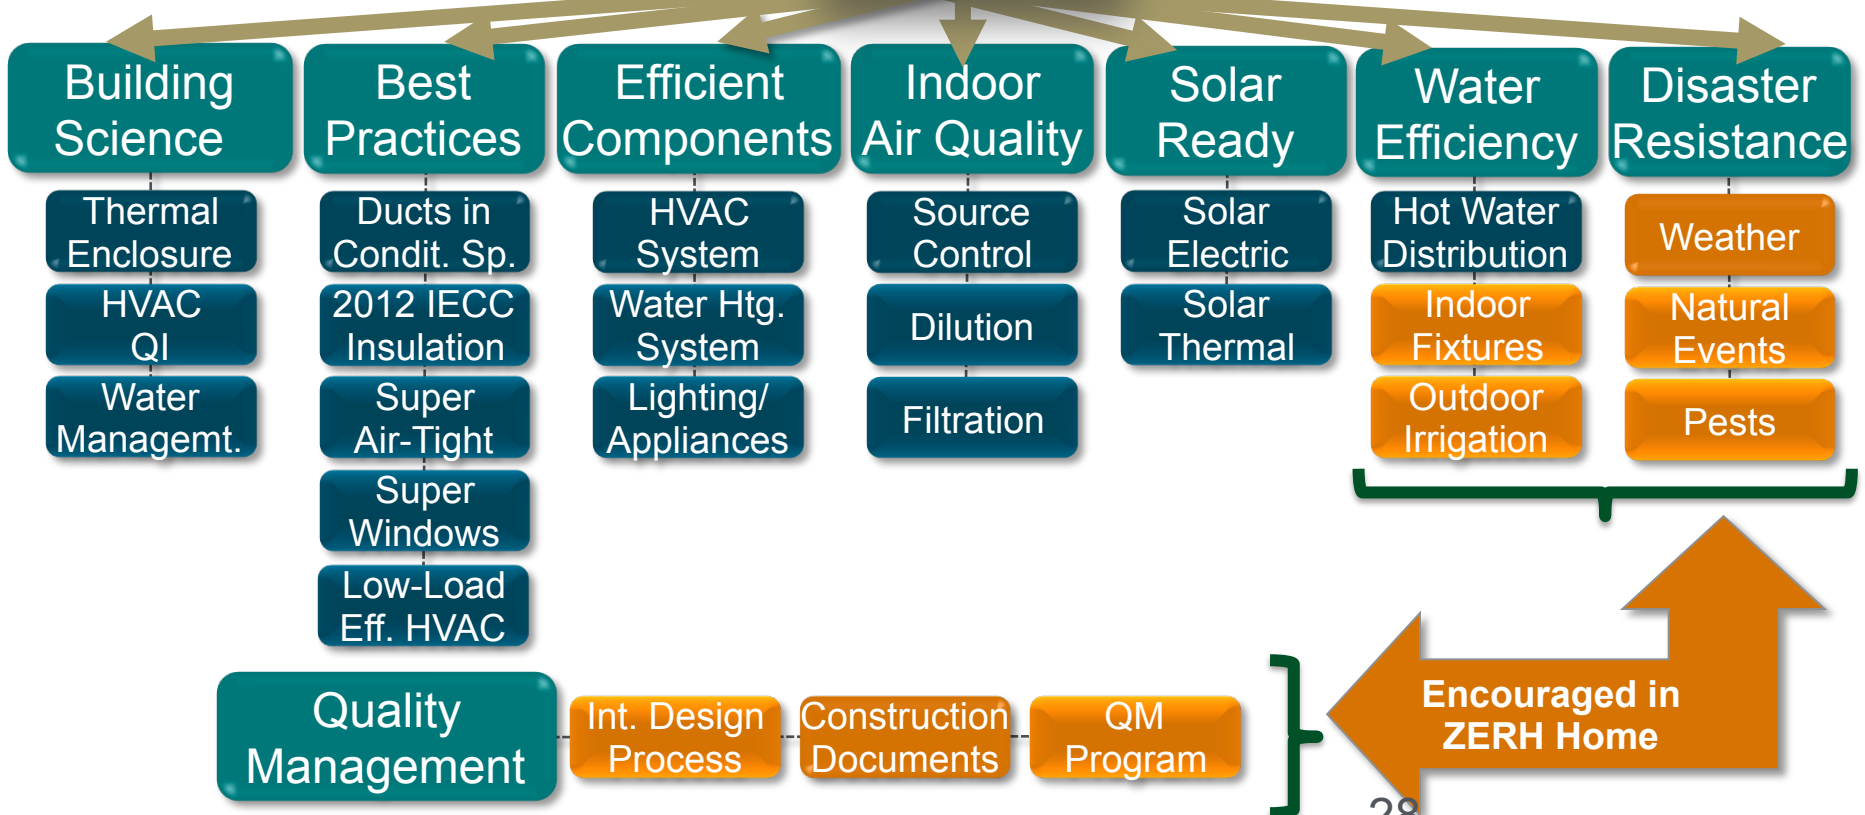 Building
Science
Best
Practices
Efficient
Components
Indoor
Air Quality
Solar
Ready
Water
Efficiency
Disaster
Resistance
Thermal
Enclosure
HVAC
QI
Water
Managemt.
Ducts in
Condit. Sp.
2012 IECC
Insulation
Super
Air-Tight
Super
Windows
Low-Load
Eff. HVAC
HVAC
System
Water Htg.
System
Lighting/
Appliances
Source
Control
Dilution
Filtration
Solar
Electric
Solar
Thermal
Hot Water
Distribution
Indoor
Fixtures
Outdoor
Irrigation
Weather
Natural
Events
Pests
Quality
Management
Int. Design
Process
Construction
Documents
QM
Program
Encouraged in
ZERH Home
28